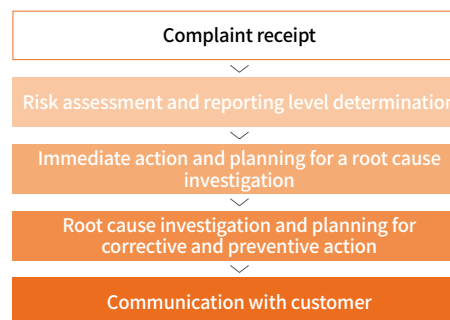 Complaint receipt
Risk assessment and reporting level determination
Immediate action and planning for a root cause
investigation
Root cause investigation and planning for
corrective and preventive action
Communication with customer